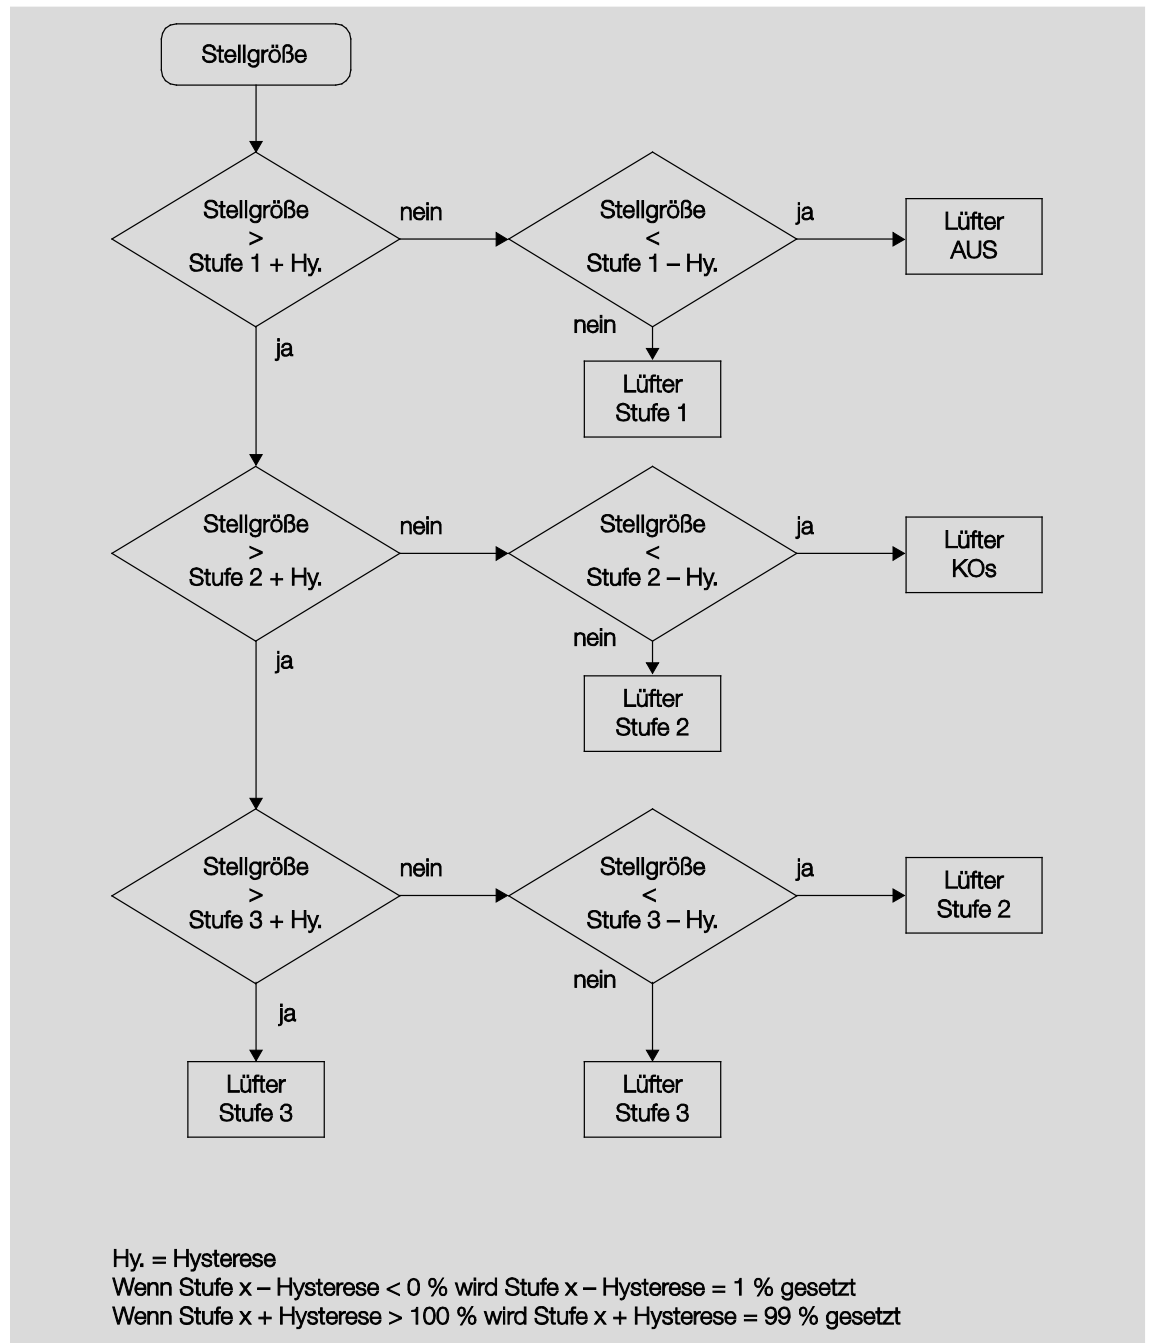 Stellgröße
Stellgröße
>
Stufe 1 + Hy.
nein
Stellgröße
<
Stufe 1 – Hy.
ja
Lüfter
AUS
nein
ja
Lüfter
Stufe 1
Stellgröße
>
Stufe 2 + Hy.
nein
Stellgröße
<
Stufe 2 – Hy.
ja
Lüfter
KOs
nein
ja
Lüfter
Stufe 2
Stellgröße
>
Stufe 3 + Hy.
nein
Stellgröße
<
Stufe 3 – Hy.
ja
Lüfter
Stufe 2
nein
ja
Lüfter
Stufe 3
Lüfter
Stufe 3
Hy. = Hysterese
Wenn Stufe x – Hysterese < 0 % wird Stufe x – Hysterese = 1 % gesetzt
Wenn Stufe x + Hysterese > 100 % wird Stufe x + Hysterese = 99 % gesetzt